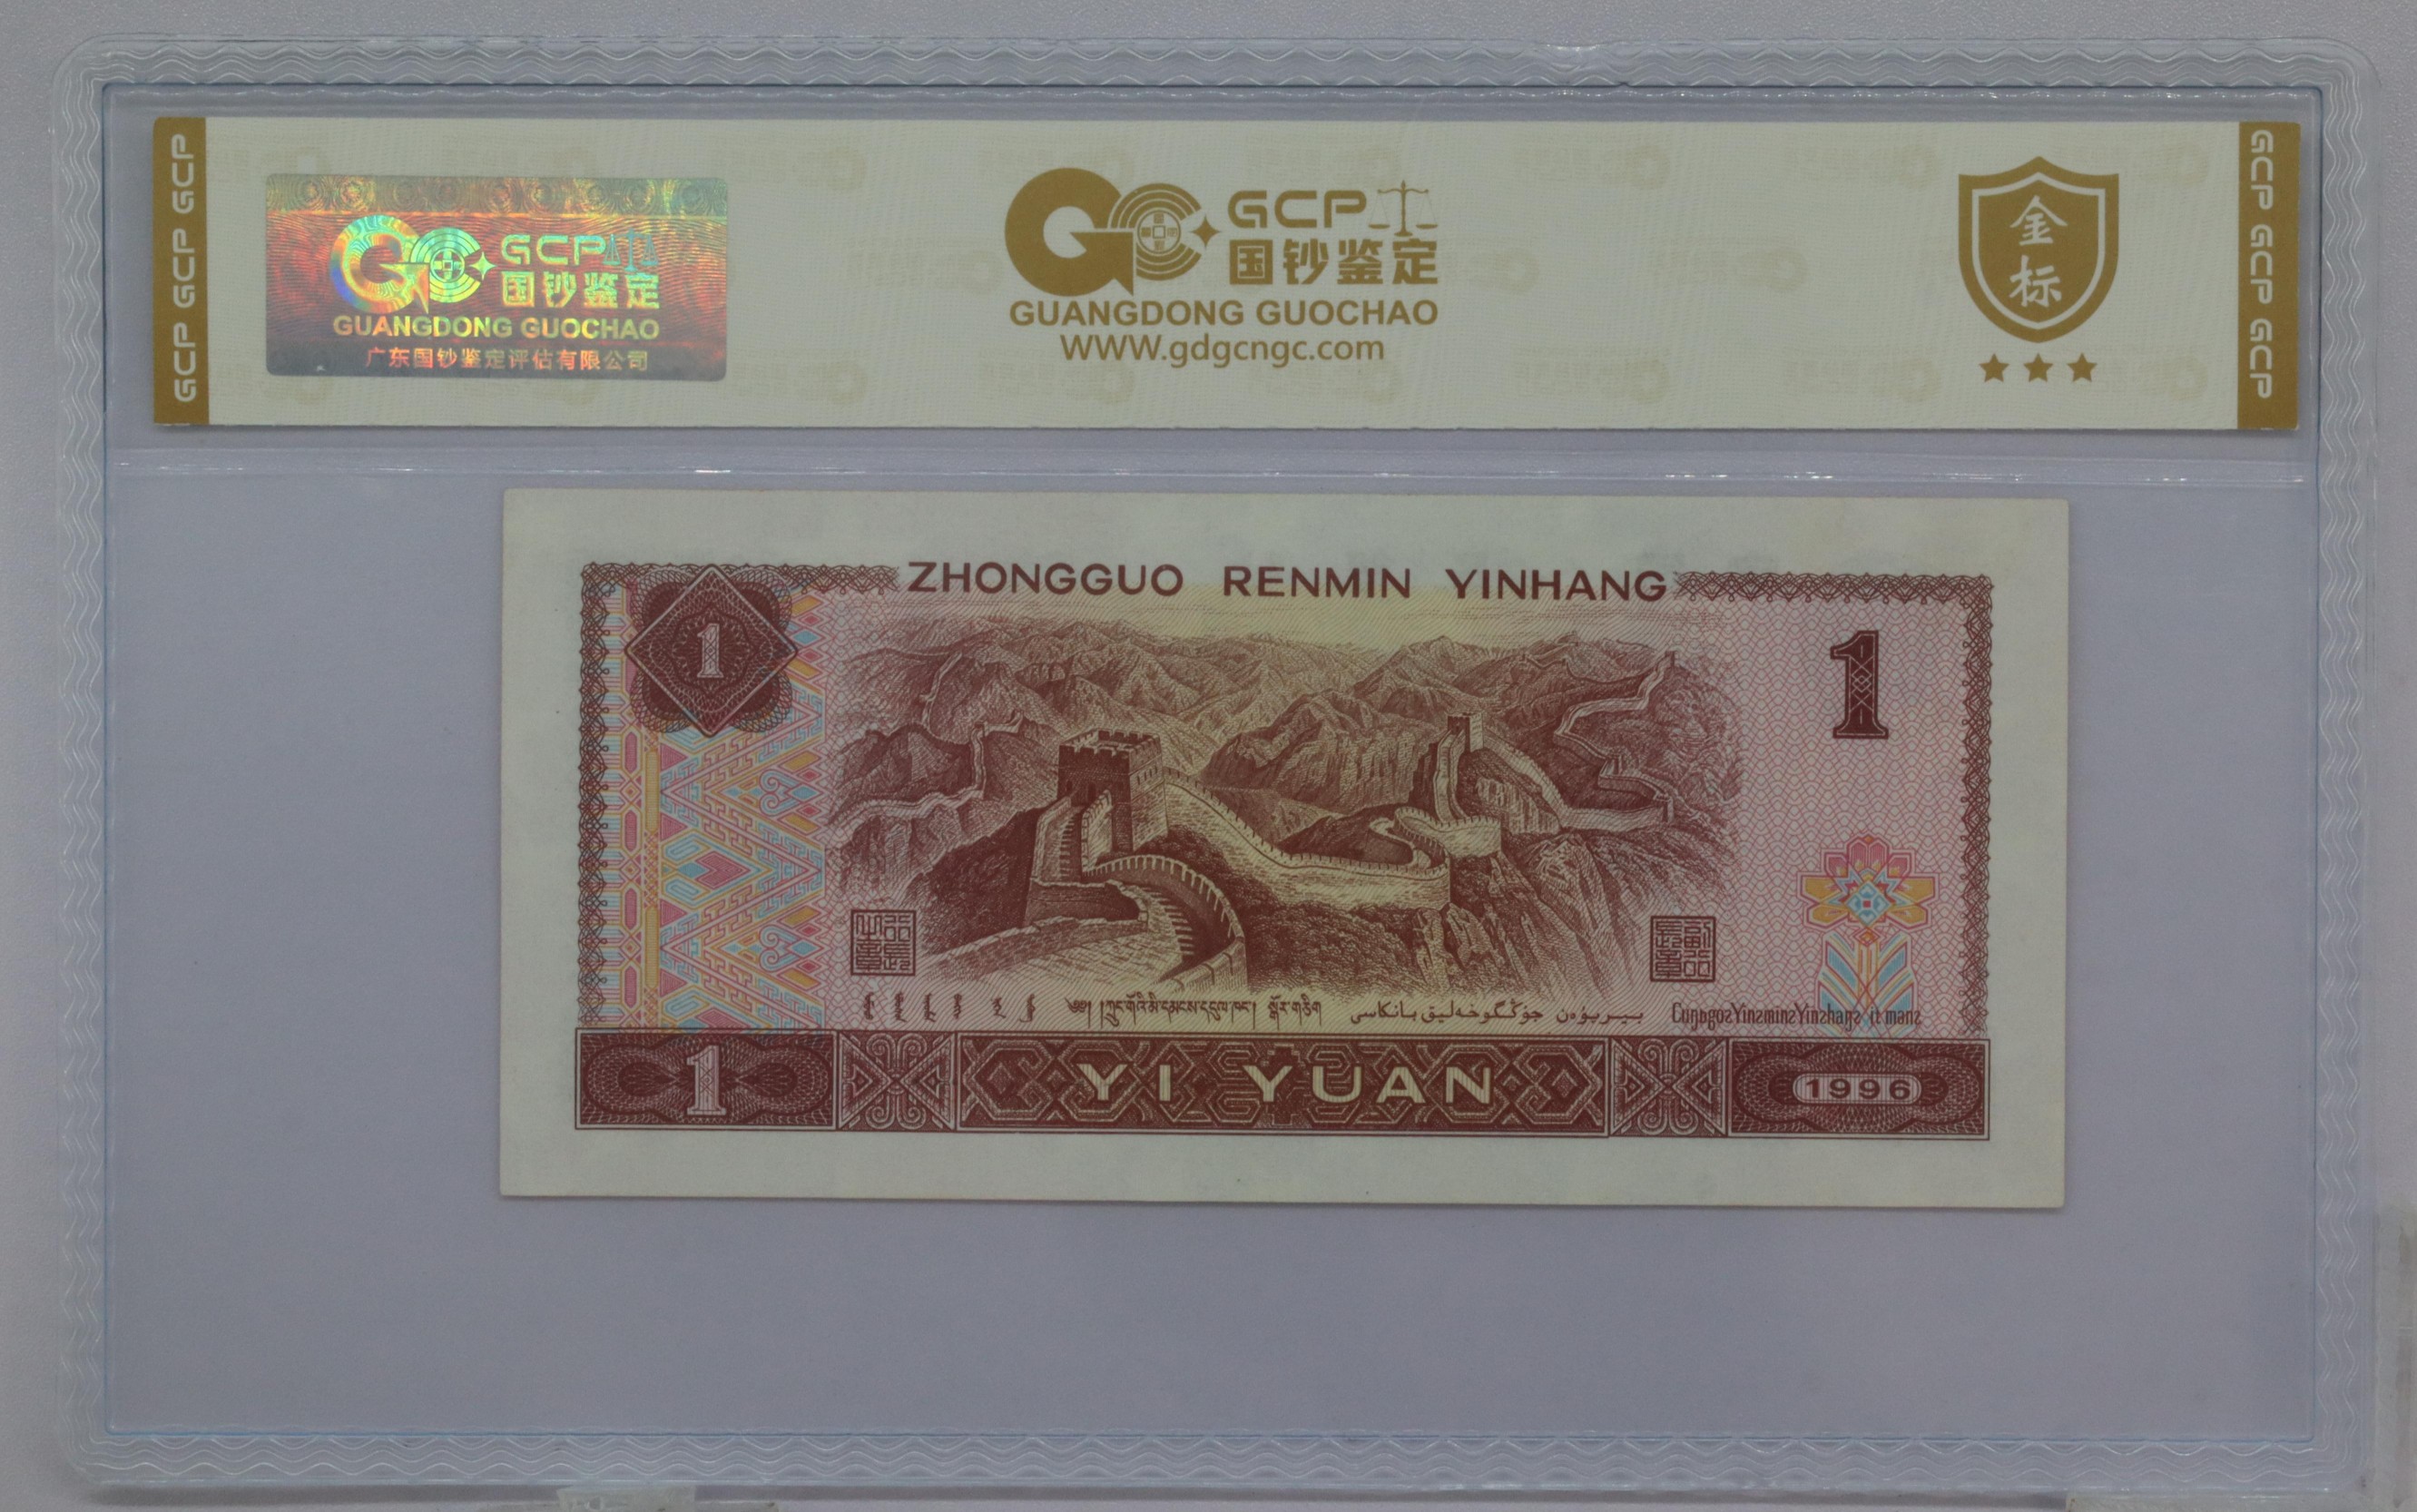 GCP GCP GCP
GCP
国钞鉴定
GUANGDONG GUOCHAO
广东国钞鉴定评估有限公司
GCP
国钞鉴定
GUANGDONG GUOCHAO
WWW.gdgcngc.com
金
标
GCP GCP GCP
ZHONGGUO RENMIN YINHANG
1
1
1
YI YUAN
1996